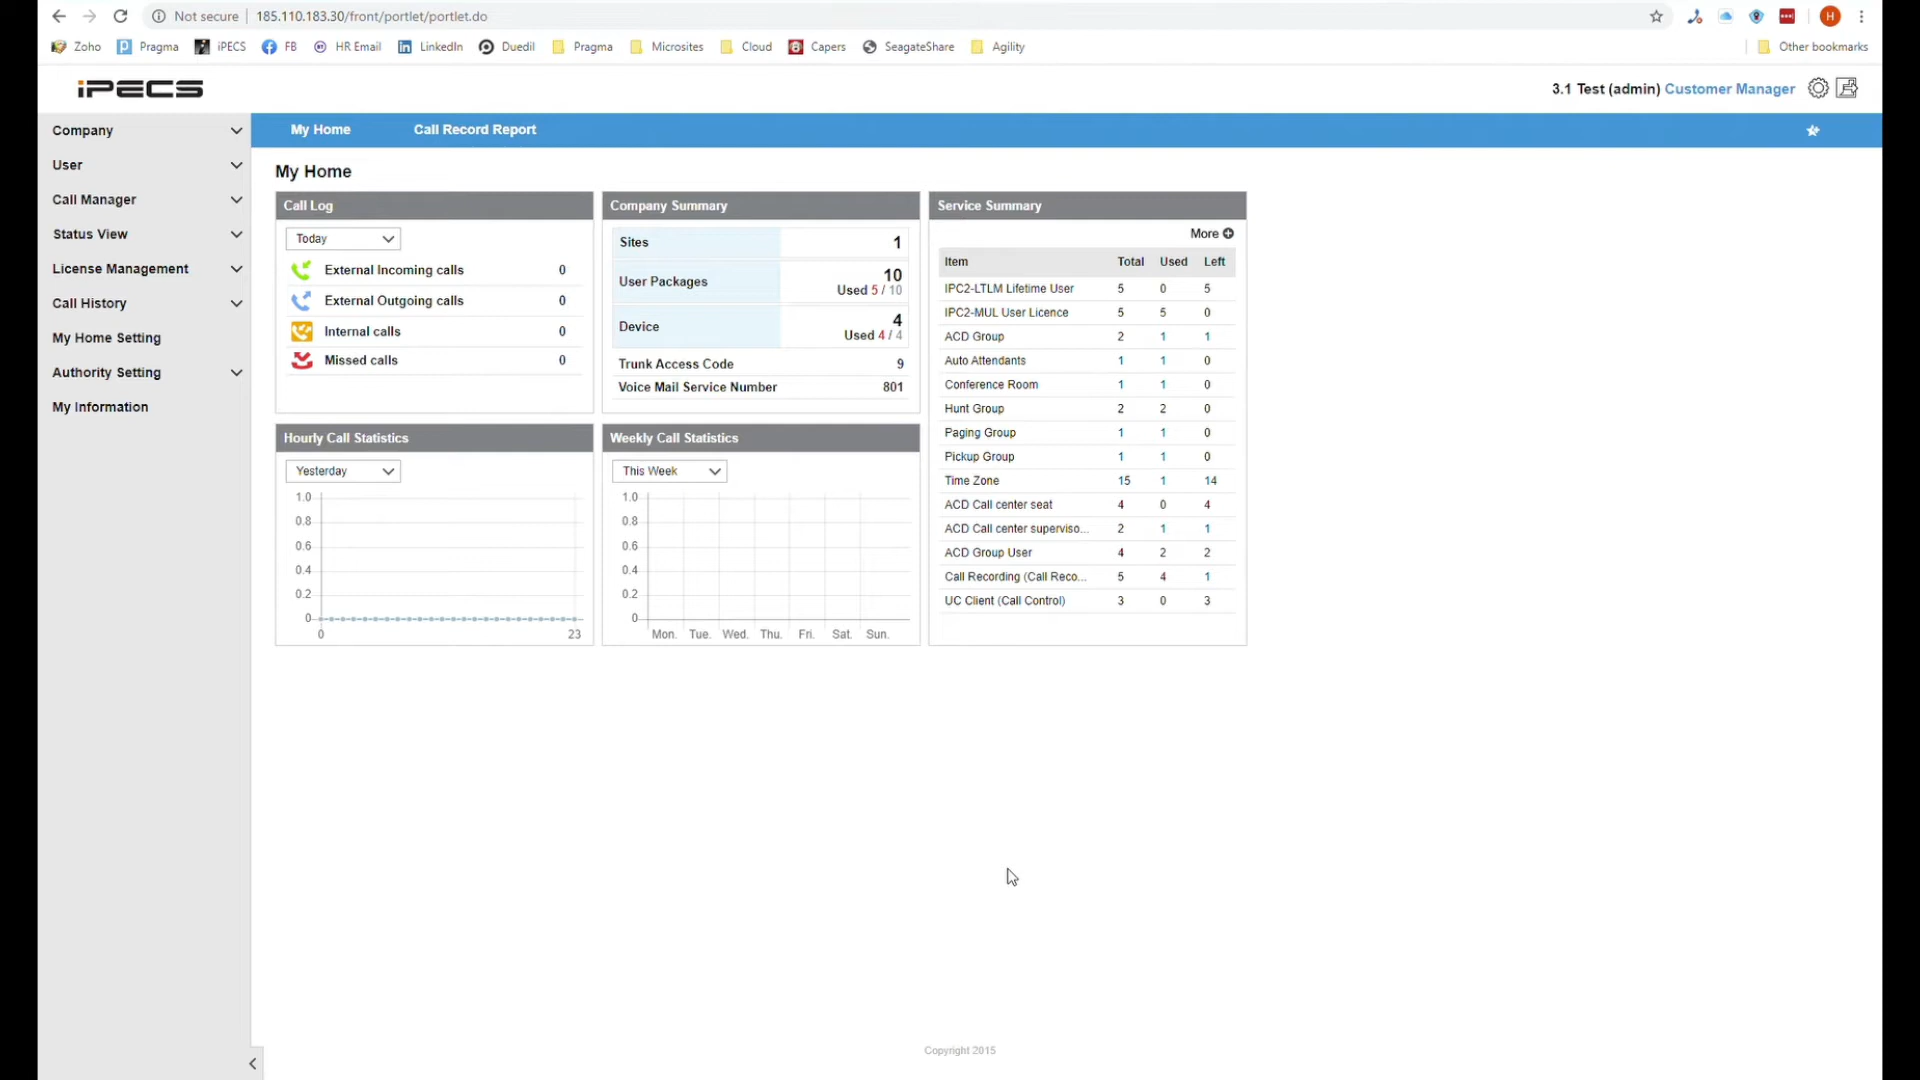 Not secure | 185.110.183.30/front/portlet/portlet.do
H
Zoho Pragma iPECS FB HR Email LinkedIn Duedil Pragma Microsites Cloud Capers SeagateShare Agility Other bookmarks
iPECS
3.1 Test (admin) Customer Manager
Company
User
Call Manager
Status View
License Management
Call History
My Home Setting
Authority Setting
My Information
My Home Call Record Report
My Home
Call Log
Today
External Incoming calls 0
External Outgoing calls 0
Internal calls 0
Missed calls 0
Company Summary
Sites 1
User Packages 10
Used 5 / 10
Device 4
Used 4 / 4
Trunk Access Code 9
Voice Mail Service Number 801
Service Summary
More
Item Total Used Left
IPC2-LTLM Lifetime User 5 0 5
IPC2-MUL User Licence 5 5 0
ACD Group 2 1 1
Auto Attendants 1 1 0
Conference Room 1 1 0
Hunt Group 2 2 0
Paging Group 1 1 0
Pickup Group 1 1 0
Time Zone 15 1 14
ACD Call center seat 4 0 4
ACD Call center superviso... 2 1 1
ACD Group User 4 2 2
Call Recording (Call Reco... 5 4 1
UC Client (Call Control) 3 0 3
Hourly Call Statistics
Yesterday
1.0
0.8
0.6
0.4
0.2
0
0 23
Weekly Call Statistics
This Week
1.0
0.8
0.6
0.4
0.2
0
Mon. Tue. Wed. Thu. Fri. Sat. Sun.
Copyright 2015